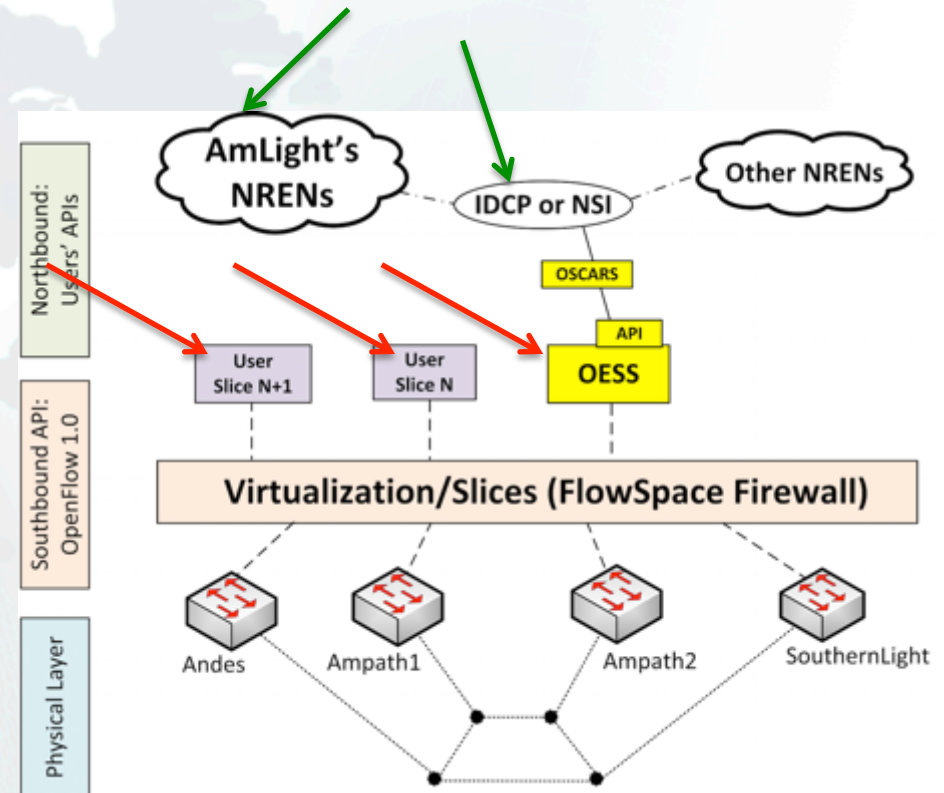 AmLight's
NRENs
IDCP or NSI
Other NRENs
Northbound:
Users' APIs
OSCARS
API
OESS
User
Slice N+1
User
Slice N
Southbound API:
OpenFlow 1.0
Virtualization/Slices (FlowSpace Firewall)
Andes
Ampath1
Ampath2
SouthernLight
Physical Layer